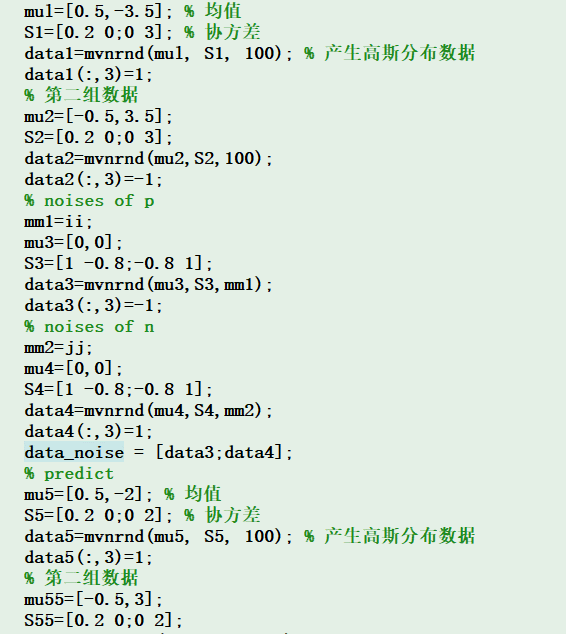 mu1=[0.5,-3.5]; % 均值
S1=[0.2 0;0 3]; % 协方差
data1=mvnrnd(mu1, S1, 100); % 产生高斯分布数据
data1(:,3)=1;
% 第二组数据
mu2=[-0.5,3.5];
S2=[0.2 0;0 3];
data2=mvnrnd(mu2,S2,100);
data2(:,3)=-1;
% noises of p
mm1=ii;
mu3=[0,0];
S3=[1 -0.8;-0.8 1];
data3=mvnrnd(mu3,S3,mm1);
data3(:,3)=-1;
% noises of n
mm2=jj;
mu4=[0,0];
S4=[1 -0.8;-0.8 1];
data4=mvnrnd(mu4,S4,mm2);
data4(:,3)=1;
data_noise = [data3;data4];
% predict
mu5=[0.5,-2]; % 均值
S5=[0.2 0;0 2]; % 协方差
data5=mvnrnd(mu5, S5, 100); % 产生高斯分布数据
data5(:,3)=1;
% 第二组数据
mu55=[-0.5,3];
S55=[0.2 0;0 2];